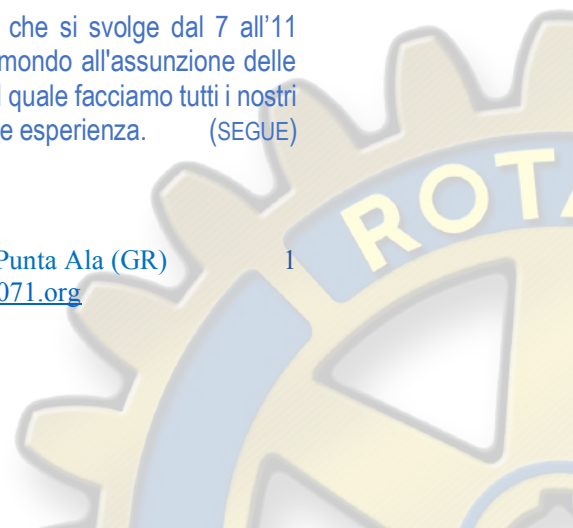 che si svolge dal 7 all’11
mondo all'assunzione delle
l quale facciamo tutti i nostri
e esperienza. (SEGUE)
Punta Ala (GR) 1
071.org
ROTA